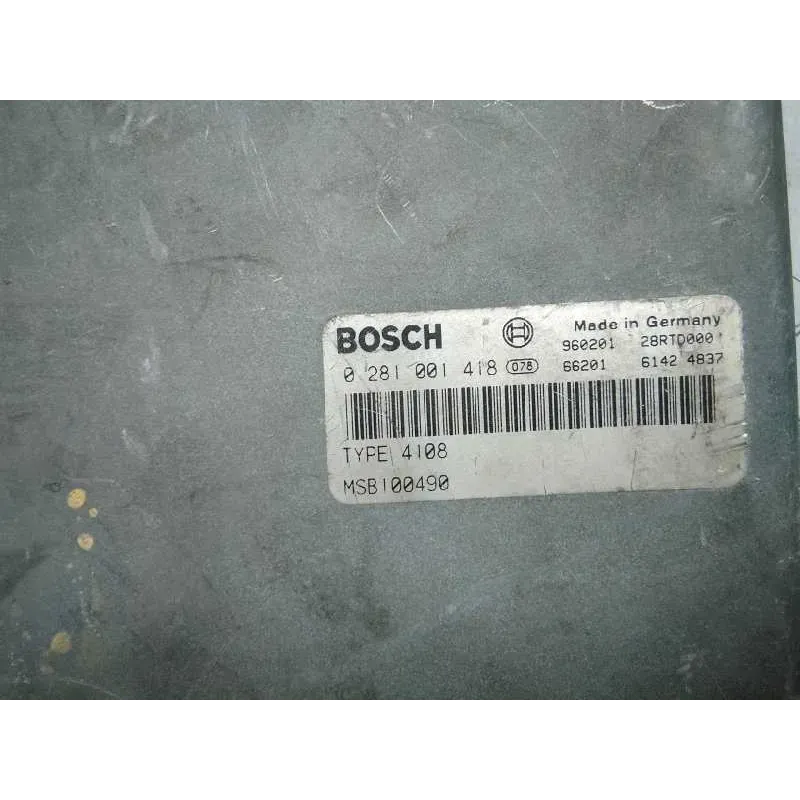 BOSCH
Made in Germany
960201 28RTD000
0 281 001 418 078 66201 6142 4837
TYPE 4108
MSB100490